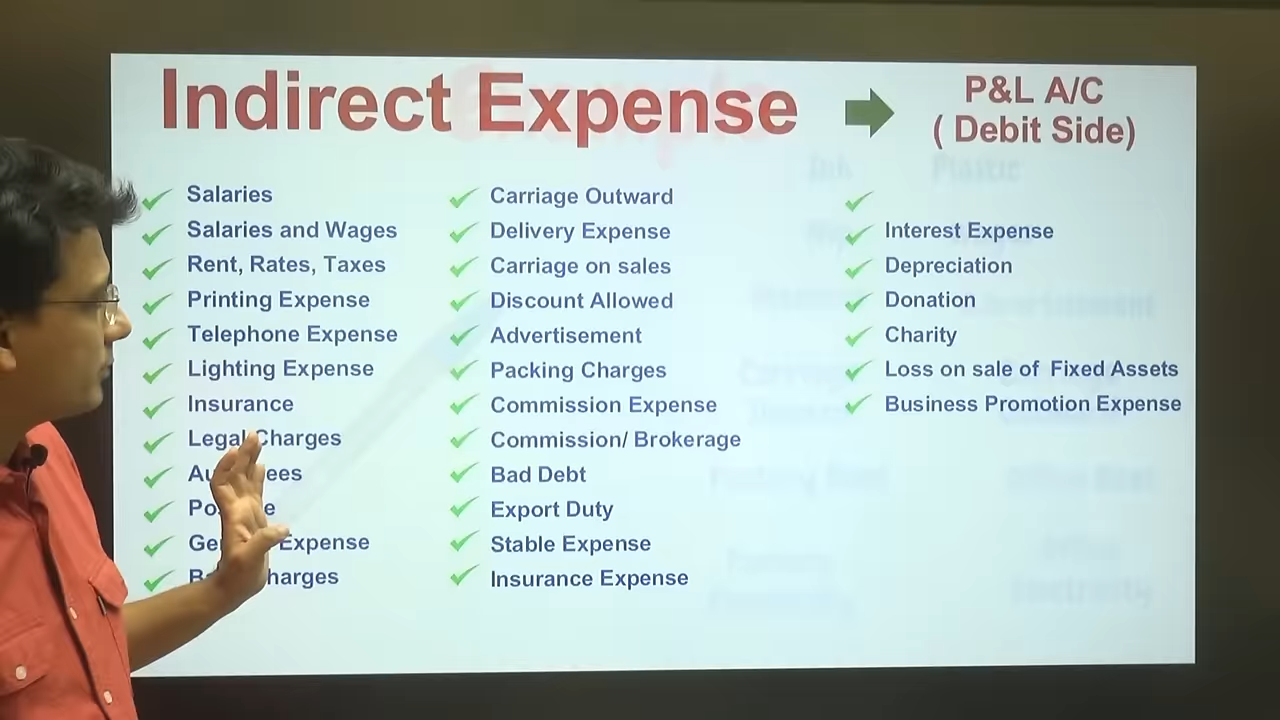 Indirect Expense
P&L A/C
( Debit Side)
Salaries
Salaries and Wages
Rent, Rates, Taxes
Printing Expense
Telephone Expense
Lighting Expense
Insurance
Legal Charges
Expense
Carriage Outward
Delivery Expense
Carriage on sales
Discount Allowed
Advertisement
Packing Charges
Commission Expense
Commission/ Brokerage
Bad Debt
Export Duty
Stable Expense
Insurance Expense
Interest Expense
Depreciation
Donation
Charity
Loss on sale of Fixed Assets
Business Promotion Expense